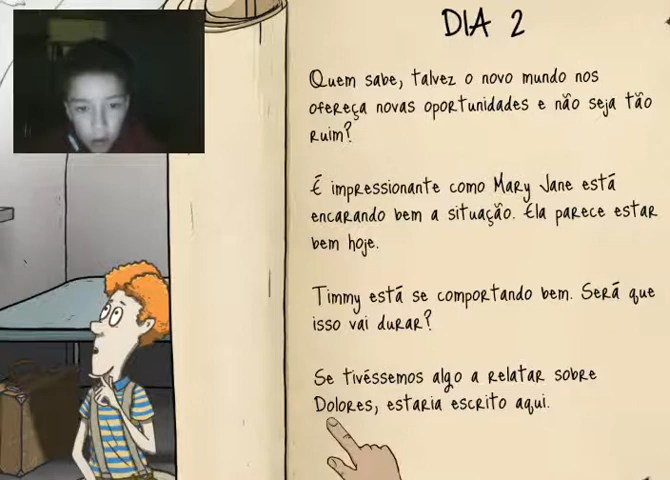 DIA 2
Quem sabe, talvez o novo mundo nos
ofereça novas oportunidades e não seja tão
ruim?
É impressionante como Mary Jane está
encarando bem a situação. Ela parece estar
bem hoje.
Timmy está se comportando bem. Será que
isso vai durar?
Se tivéssemos algo a relatar sobre
Dolores, estaria escrito aqui.